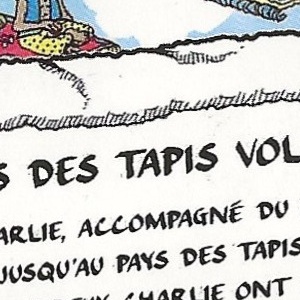 S DES TAPIS VOL
ARLIE, ACCOMPAGNÉ DU
JUSQU'AU PAYS DES TAPIS
CHARLIE ONT